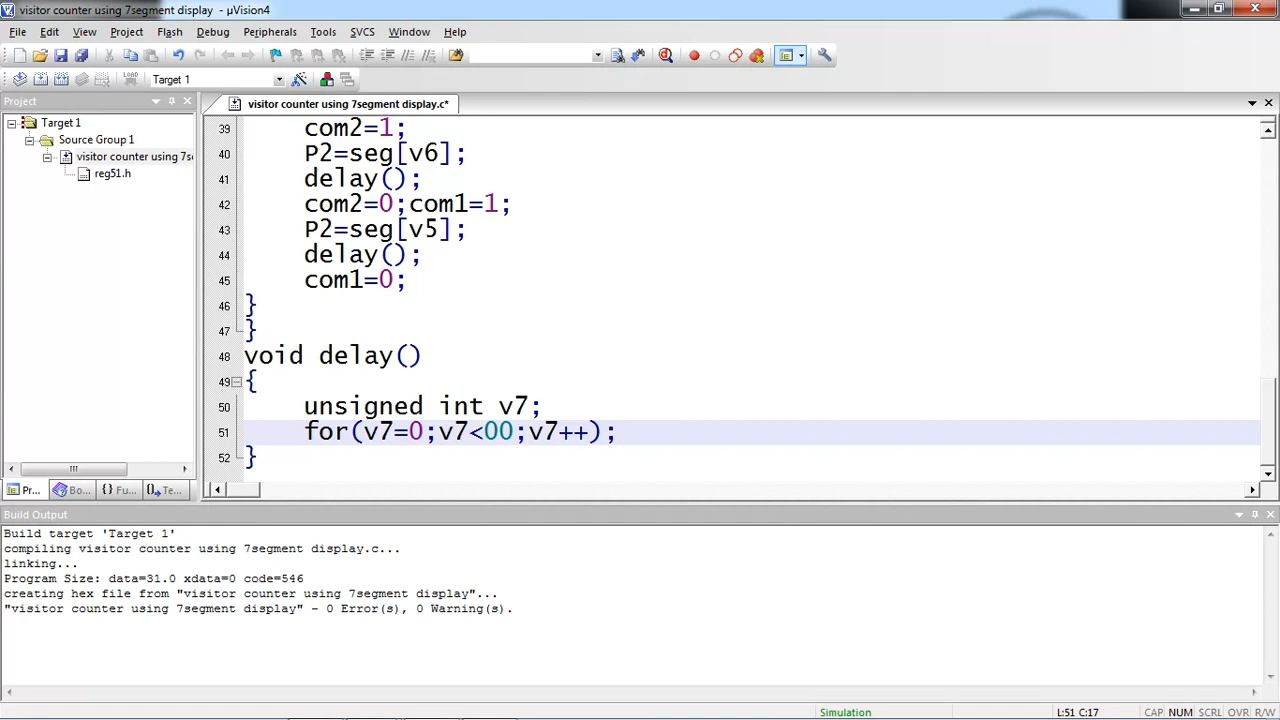 visitor counter using 7segment display - µVision4
File Edit View Project Flash Debug Peripherals Tools SVCS Window Help
LOAD Target 1
Project
visitor counter using 7segment display.c*
Target 1
Source Group 1
visitor counter using 7s
reg51.h
39 com2=1;
40 P2=seg[v6];
41 delay();
42 com2=0;com1=1;
43 P2=seg[v5];
44 delay();
45 com1=0;
46 }
47 }
48 void delay()
49 {
50 unsigned int v7;
51 for(v7=0;v7<00;v7++);
52 }
Pr... Bo... {} Fu... Te...
Build Output
Build target 'Target 1'
compiling visitor counter using 7segment display.c...
linking...
Program Size: data=31.0 xdata=0 code=546
creating hex file from "visitor counter using 7segment display"...
"visitor counter using 7segment display" - 0 Error(s), 0 Warning(s).
Simulation L:51 C:17 CAP NUM SCRL OVR R/W